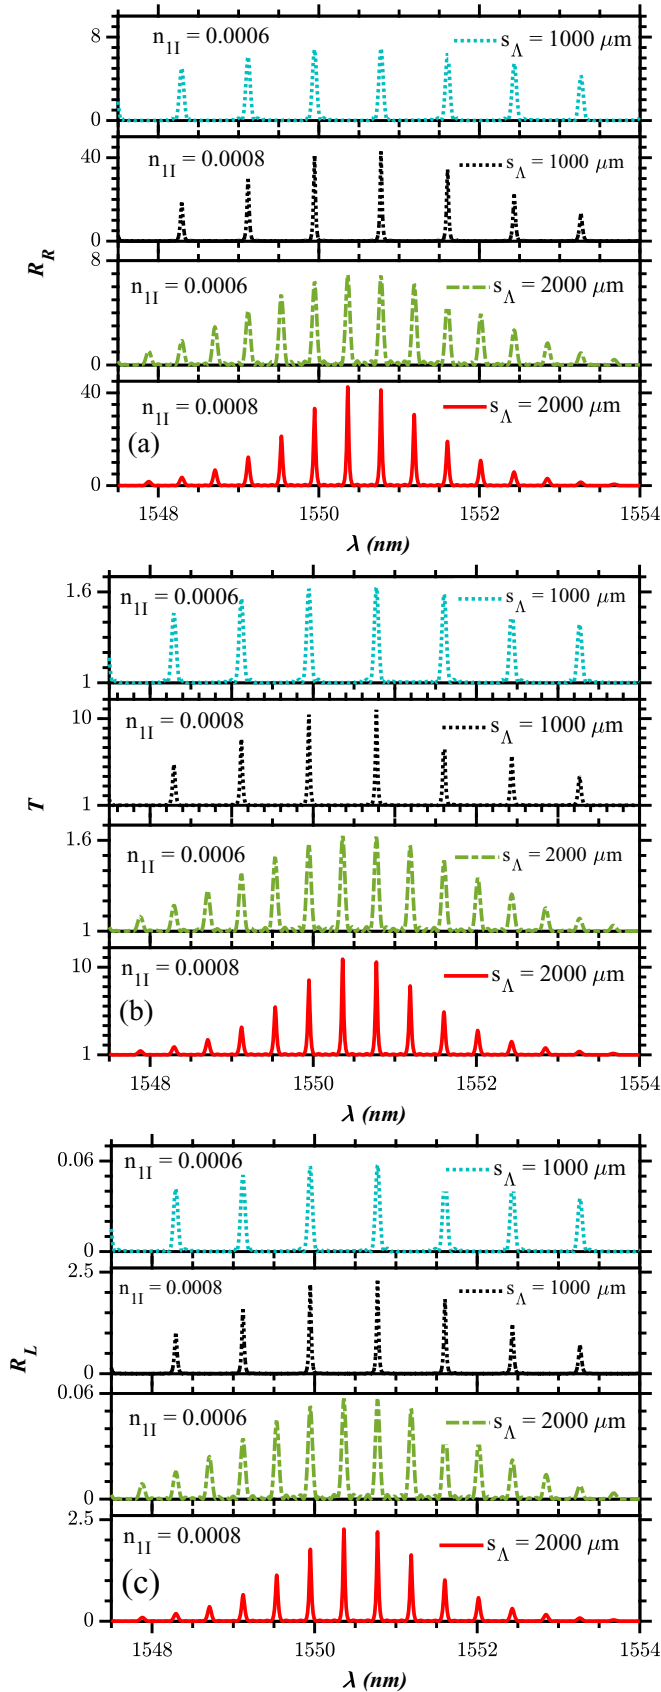 n1I = 0.0006
sΛ = 1000 μm
8
0
n1I = 0.0008
sΛ = 1000 μm
40
0
RR
n1I = 0.0006
sΛ = 2000 μm
8
0
n1I = 0.0008
sΛ = 2000 μm
40
(a)
0
1548 1550 1552 1554
λ (nm)
n1I = 0.0006
sΛ = 1000 μm
1.6
1
n1I = 0.0008
sΛ = 1000 μm
10
1
T
n1I = 0.0006
sΛ = 2000 μm
1.6
1
n1I = 0.0008
sΛ = 2000 μm
10
(b)
1
1548 1550 1552 1554
λ (nm)
n1I = 0.0006
sΛ = 1000 μm
0.06
0
n1I = 0.0008
sΛ = 1000 μm
2.5
0
RL
n1I = 0.0006
sΛ = 2000 μm
0.06
0
n1I = 0.0008
sΛ = 2000 μm
2.5
(c)
0
1548 1550 1552 1554
λ (nm)